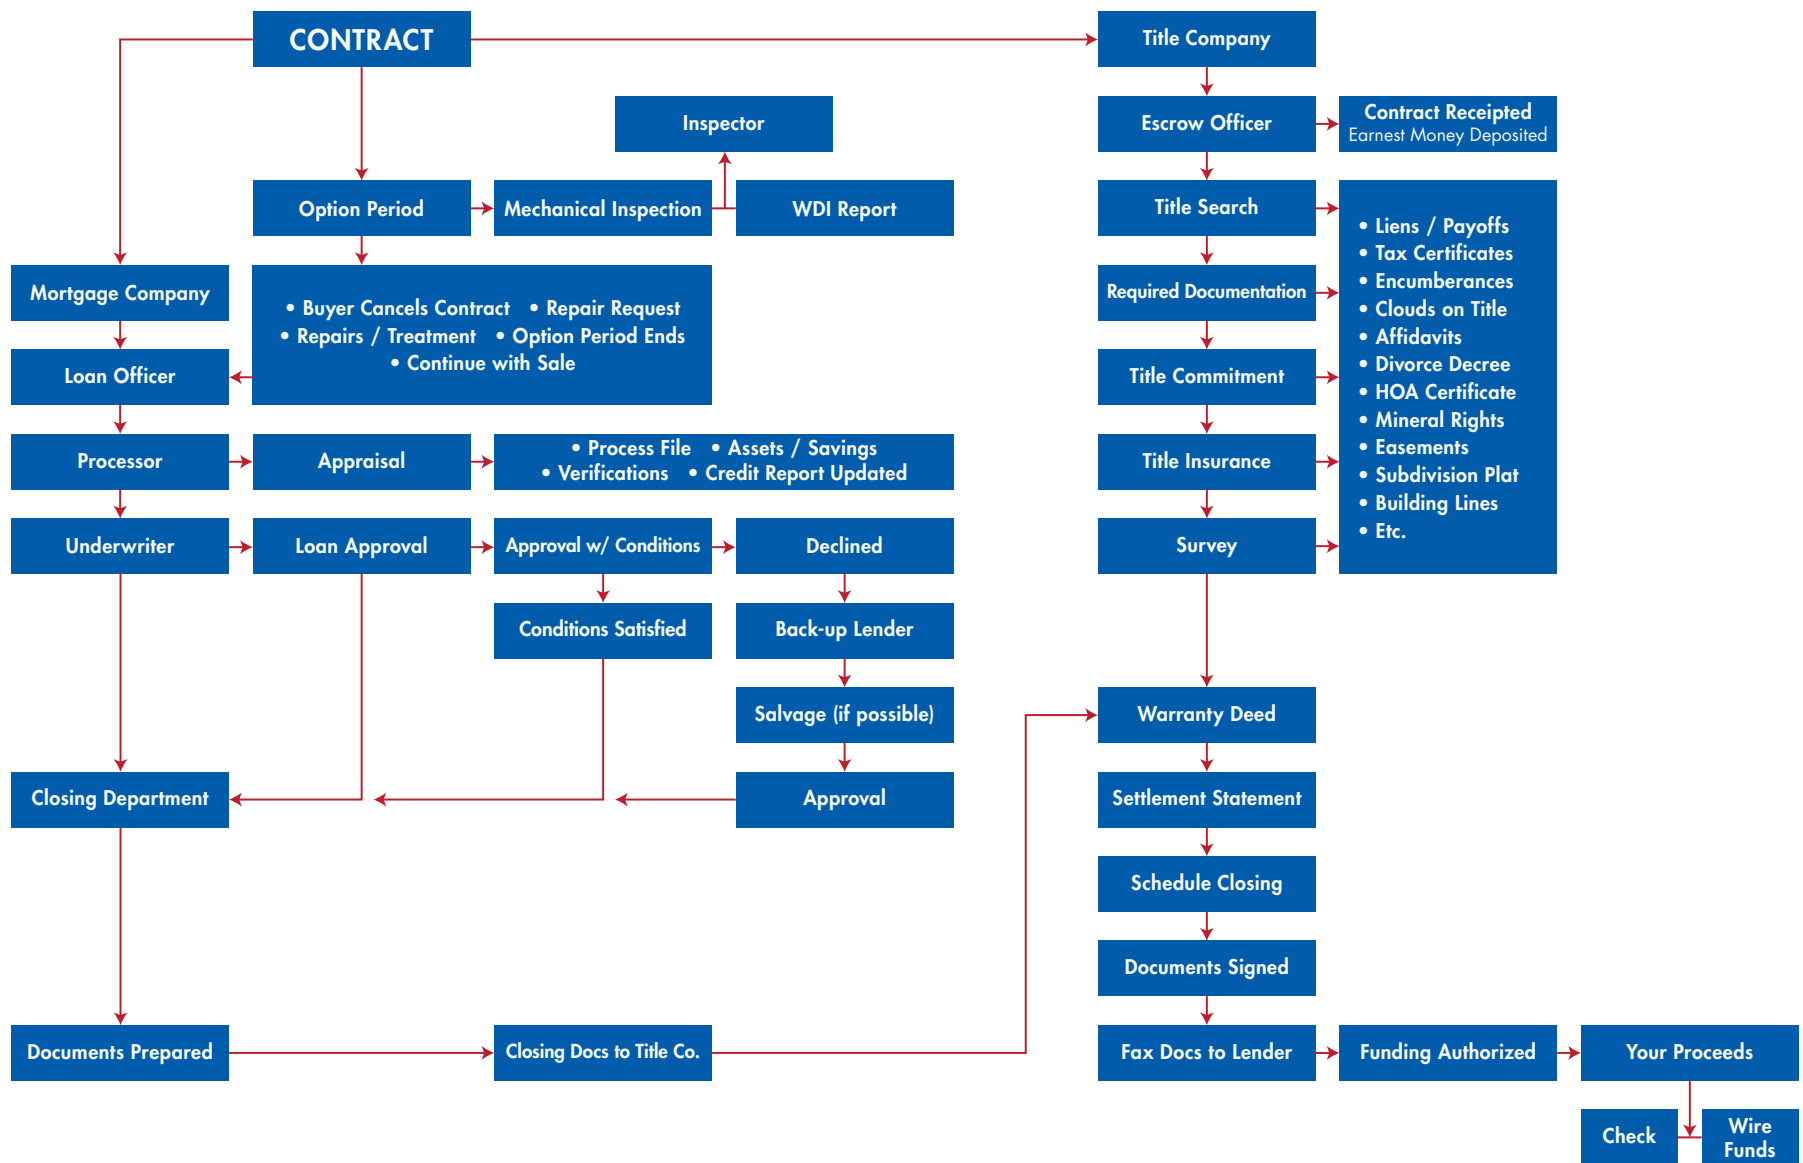 CONTRACT
Title Company
Inspector
Escrow Officer
Contract Receipted
Earnest Money Deposited
Option Period
Mechanical Inspection
WDI Report
Title Search
• Liens / Payoffs
• Tax Certificates
• Encumberances
• Clouds on Title
• Affidavits
• Divorce Decree
• HOA Certificate
• Mineral Rights
• Easements
• Subdivision Plat
• Building Lines
• Etc.
Mortgage Company
• Buyer Cancels Contract • Repair Request
• Repairs / Treatment • Option Period Ends
• Continue with Sale
Required Documentation
Loan Officer
Title Commitment
Processor
Appraisal
• Process File • Assets / Savings
• Verifications • Credit Report Updated
Title Insurance
Underwriter
Loan Approval
Approval w/ Conditions
Declined
Survey
Conditions Satisfied
Back-up Lender
Salvage (if possible)
Warranty Deed
Closing Department
Approval
Settlement Statement
Schedule Closing
Documents Signed
Documents Prepared
Closing Docs to Title Co.
Fax Docs to Lender
Funding Authorized
Your Proceeds
Check
Wire
Funds